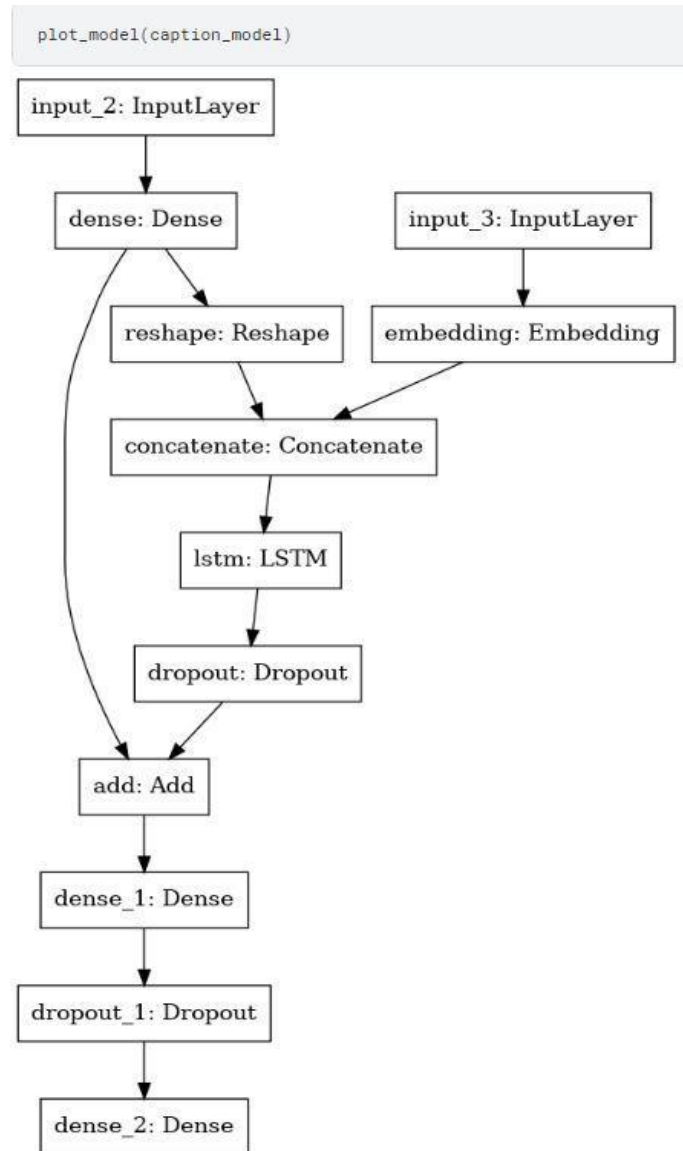 plot_model(caption_model)
input_2: InputLayer
dense: Dense
input_3: InputLayer
reshape: Reshape
embedding: Embedding
concatenate: Concatenate
lstm: LSTM
dropout: Dropout
add: Add
dense_1: Dense
dropout_1: Dropout
dense_2: Dense